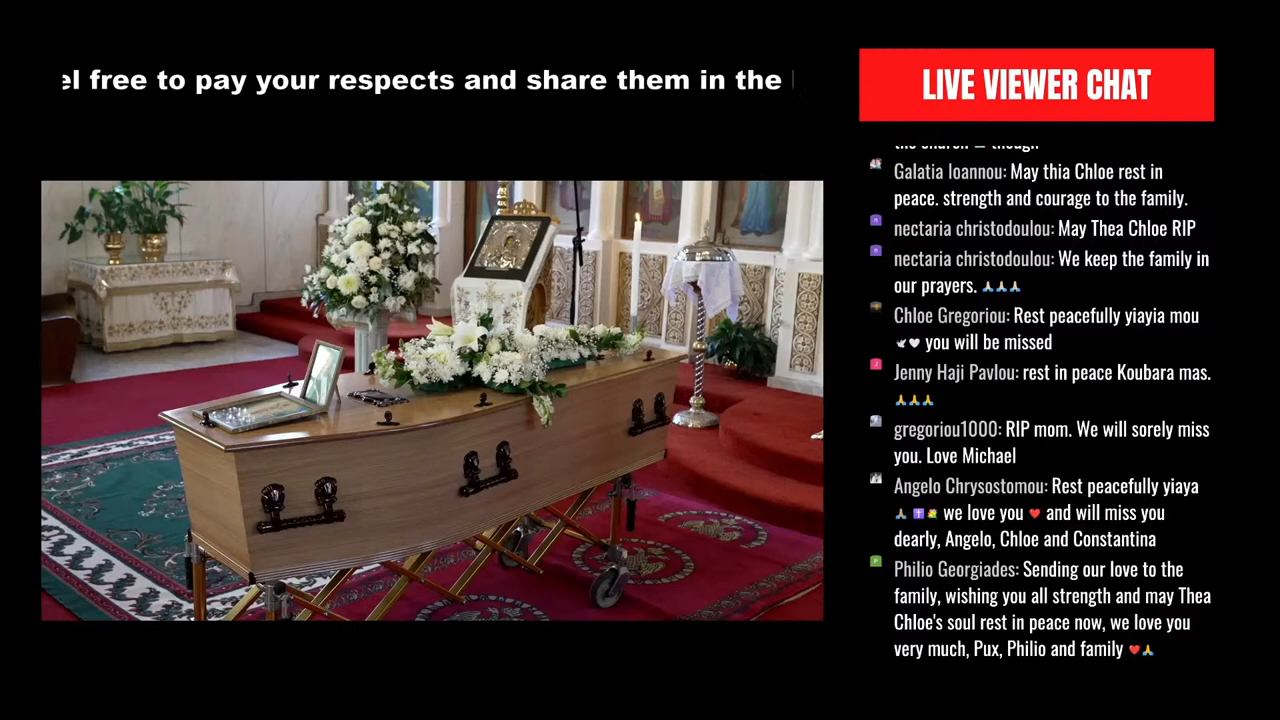 el free to pay your respects and share them in the
LIVE VIEWER CHAT
the church
though
Galatia Ioannou: May thia Chloe rest in
peace. strength and courage to the family.
nectaria christodoulou: May Thea Chloe RIP
nectaria christodoulou: We keep the family in
our prayers. 🙏🙏🙏
Chloe Gregoriou: Rest peacefully yiayia mou
🕊🤍 you will be missed
Jenny Haji Pavlou: rest in peace Koubara mas.
🙏🙏🙏
gregoriou1000: RIP mom. We will sorely miss
you. Love Michael
Angelo Chrysostomou: Rest peacefully yiaya
🙏 ✝️💐 we love you ❤️ and will miss you
dearly, Angelo, Chloe and Constantina
Philio Georgiades: Sending our love to the
family, wishing you all strength and may Thea
Chloe's soul rest in peace now, we love you
very much, Pux, Philio and family ❤️🙏